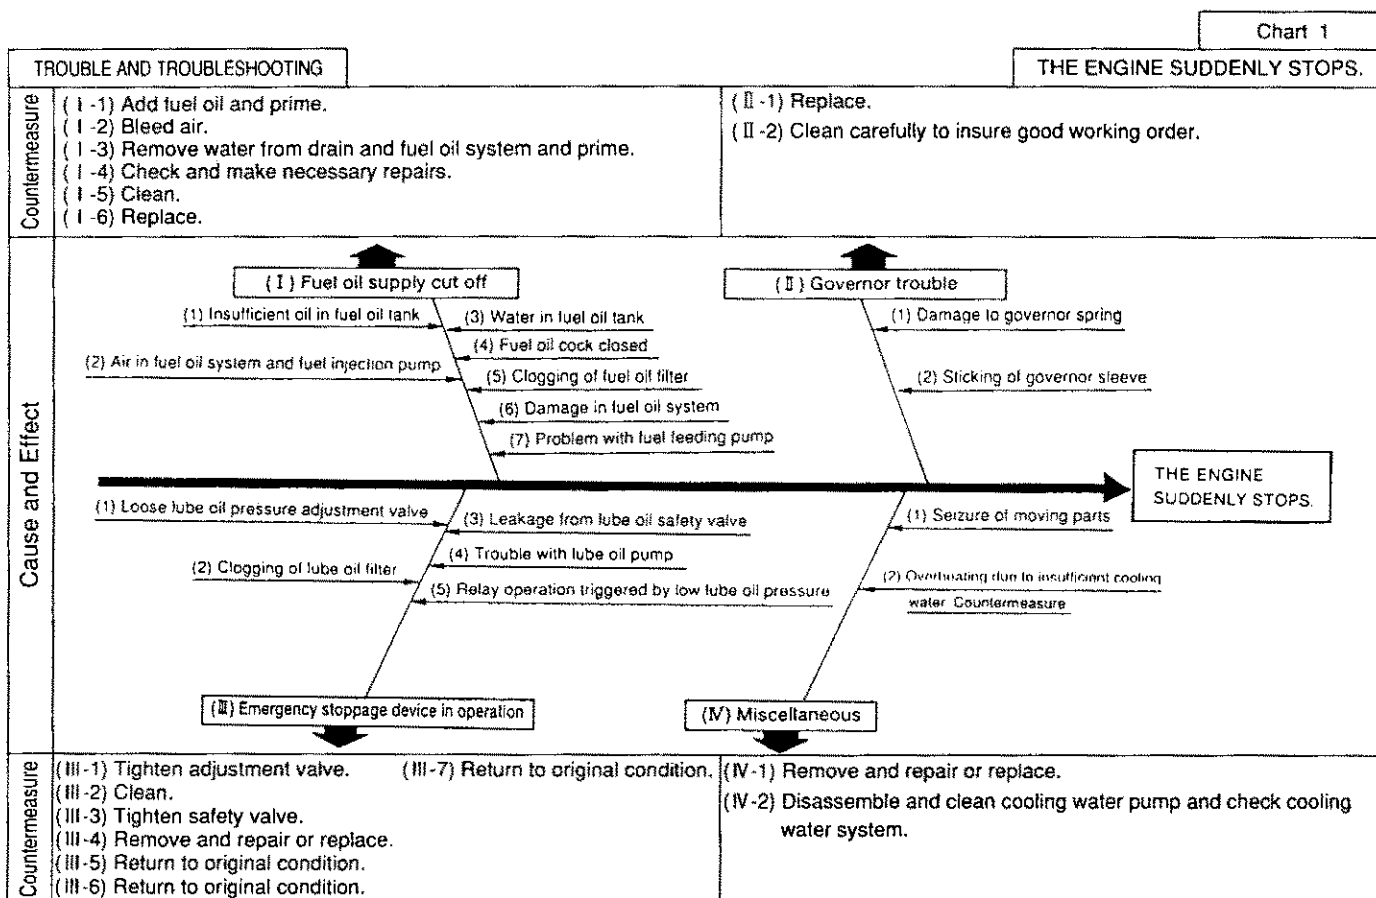 Chart 1
TROUBLE AND TROUBLESHOOTING
THE ENGINE SUDDENLY STOPS.
Countermeasure
(Ⅰ-1) Add fuel oil and prime.
(Ⅰ-2) Bleed air.
(Ⅰ-3) Remove water from drain and fuel oil system and prime.
(Ⅰ-4) Check and make necessary repairs.
(Ⅰ-5) Clean.
(Ⅰ-6) Replace.
(Ⅱ-1) Replace.
(Ⅱ-2) Clean carefully to insure good working order.
Cause and Effect
(Ⅰ) Fuel oil supply cut off
(1) Insufficient oil in fuel oil tank
(2) Air in fuel oil system and fuel injection pump
(3) Water in fuel oil tank
(4) Fuel oil cock closed
(5) Clogging of fuel oil filter
(6) Damage in fuel oil system
(7) Problem with fuel feeding pump
(Ⅱ) Governor trouble
(1) Damage to governor spring
(2) Sticking of governor sleeve
THE ENGINE
SUDDENLY STOPS.
(1) Loose lube oil pressure adjustment valve
(2) Clogging of lube oil filter
(3) Leakage from lube oil safety valve
(4) Trouble with lube oil pump
(5) Relay operation triggered by low lube oil pressure
(Ⅲ) Emergency stoppage device in operation
(1) Seizure of moving parts
(2) Overheating due to insufficient cooling
water Countermeasure
(Ⅳ) Miscellaneous
Countermeasure
(Ⅲ-1) Tighten adjustment valve.
(Ⅲ-2) Clean.
(Ⅲ-3) Tighten safety valve.
(Ⅲ-4) Remove and repair or replace.
(Ⅲ-5) Return to original condition.
(Ⅲ-6) Return to original condition.
(Ⅲ-7) Return to original condition.
(Ⅳ-1) Remove and repair or replace.
(Ⅳ-2) Disassemble and clean cooling water pump and check cooling
water system.